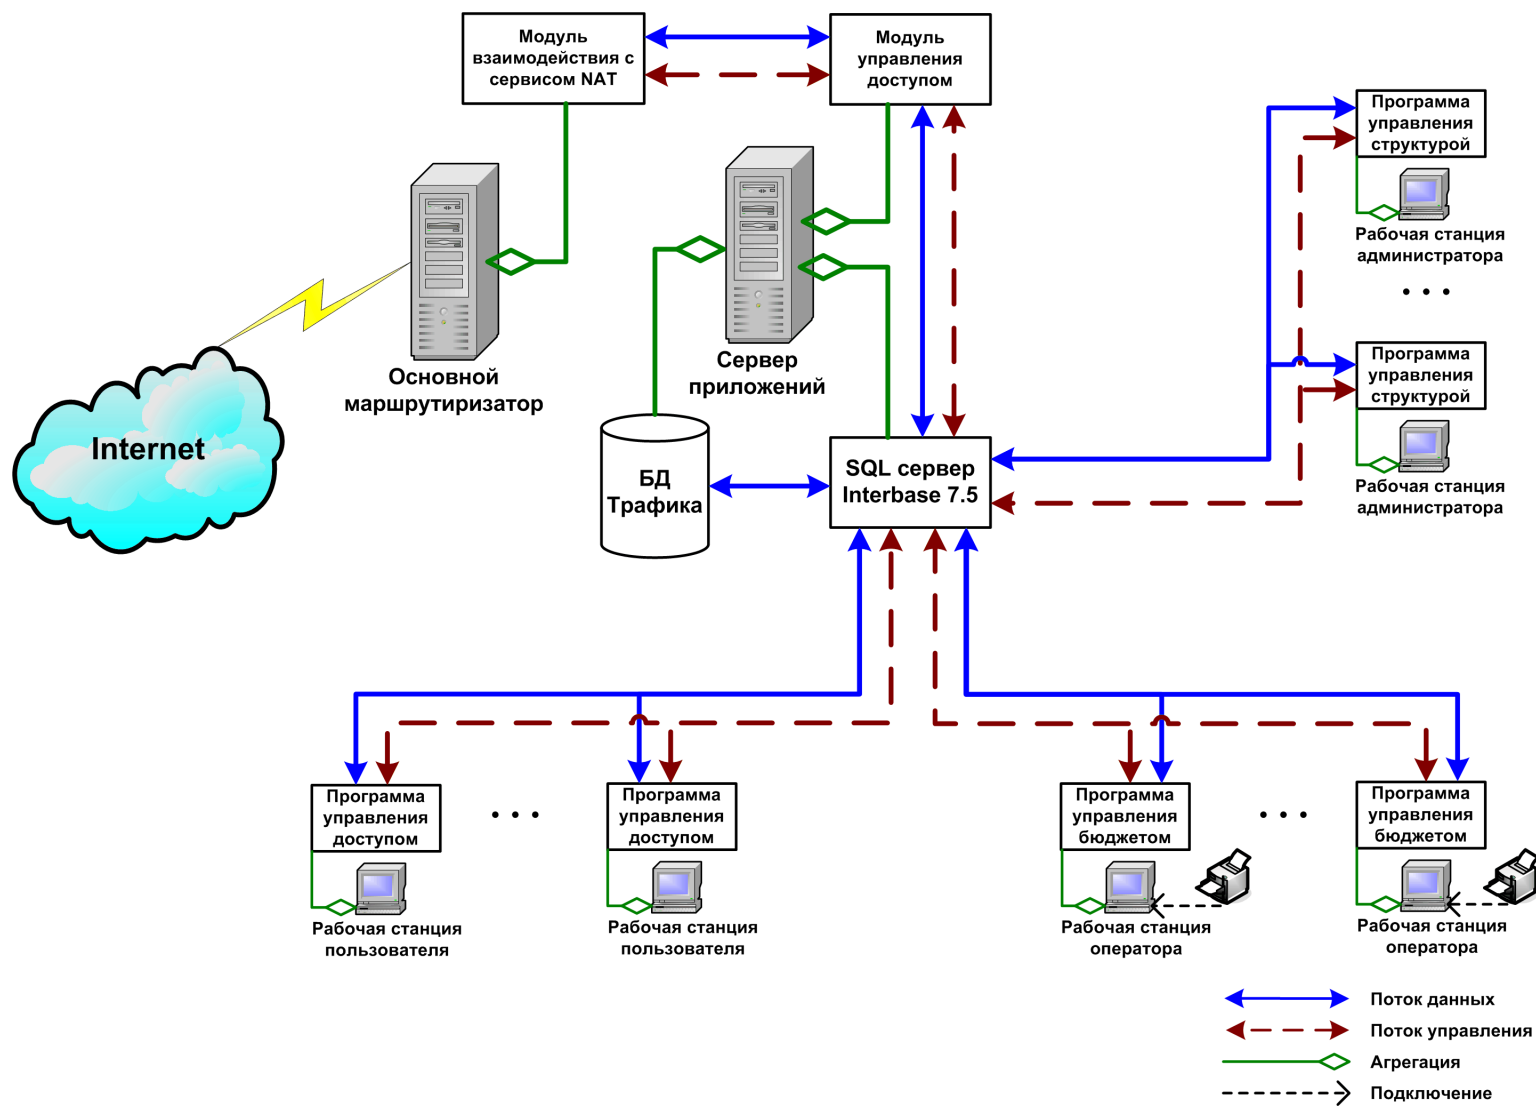 Модуль
взаимодействия с
сервисом NAT
Модуль
управления
доступом
Программа
управления
структурой
Рабочая станция
администратора
. . .
Программа
управления
структурой
Рабочая станция
администратора
Основной
маршрутиризатор
Сервер
приложений
Internet
БД
Трафика
SQL сервер
Interbase 7.5
Программа
управления
доступом
Рабочая станция
пользователя
. . .
Программа
управления
доступом
Рабочая станция
пользователя
Программа
управления
бюджетом
Рабочая станция
оператора
. . .
Программа
управления
бюджетом
Рабочая станция
оператора
Поток данных
Поток управления
Агрегация
Подключение